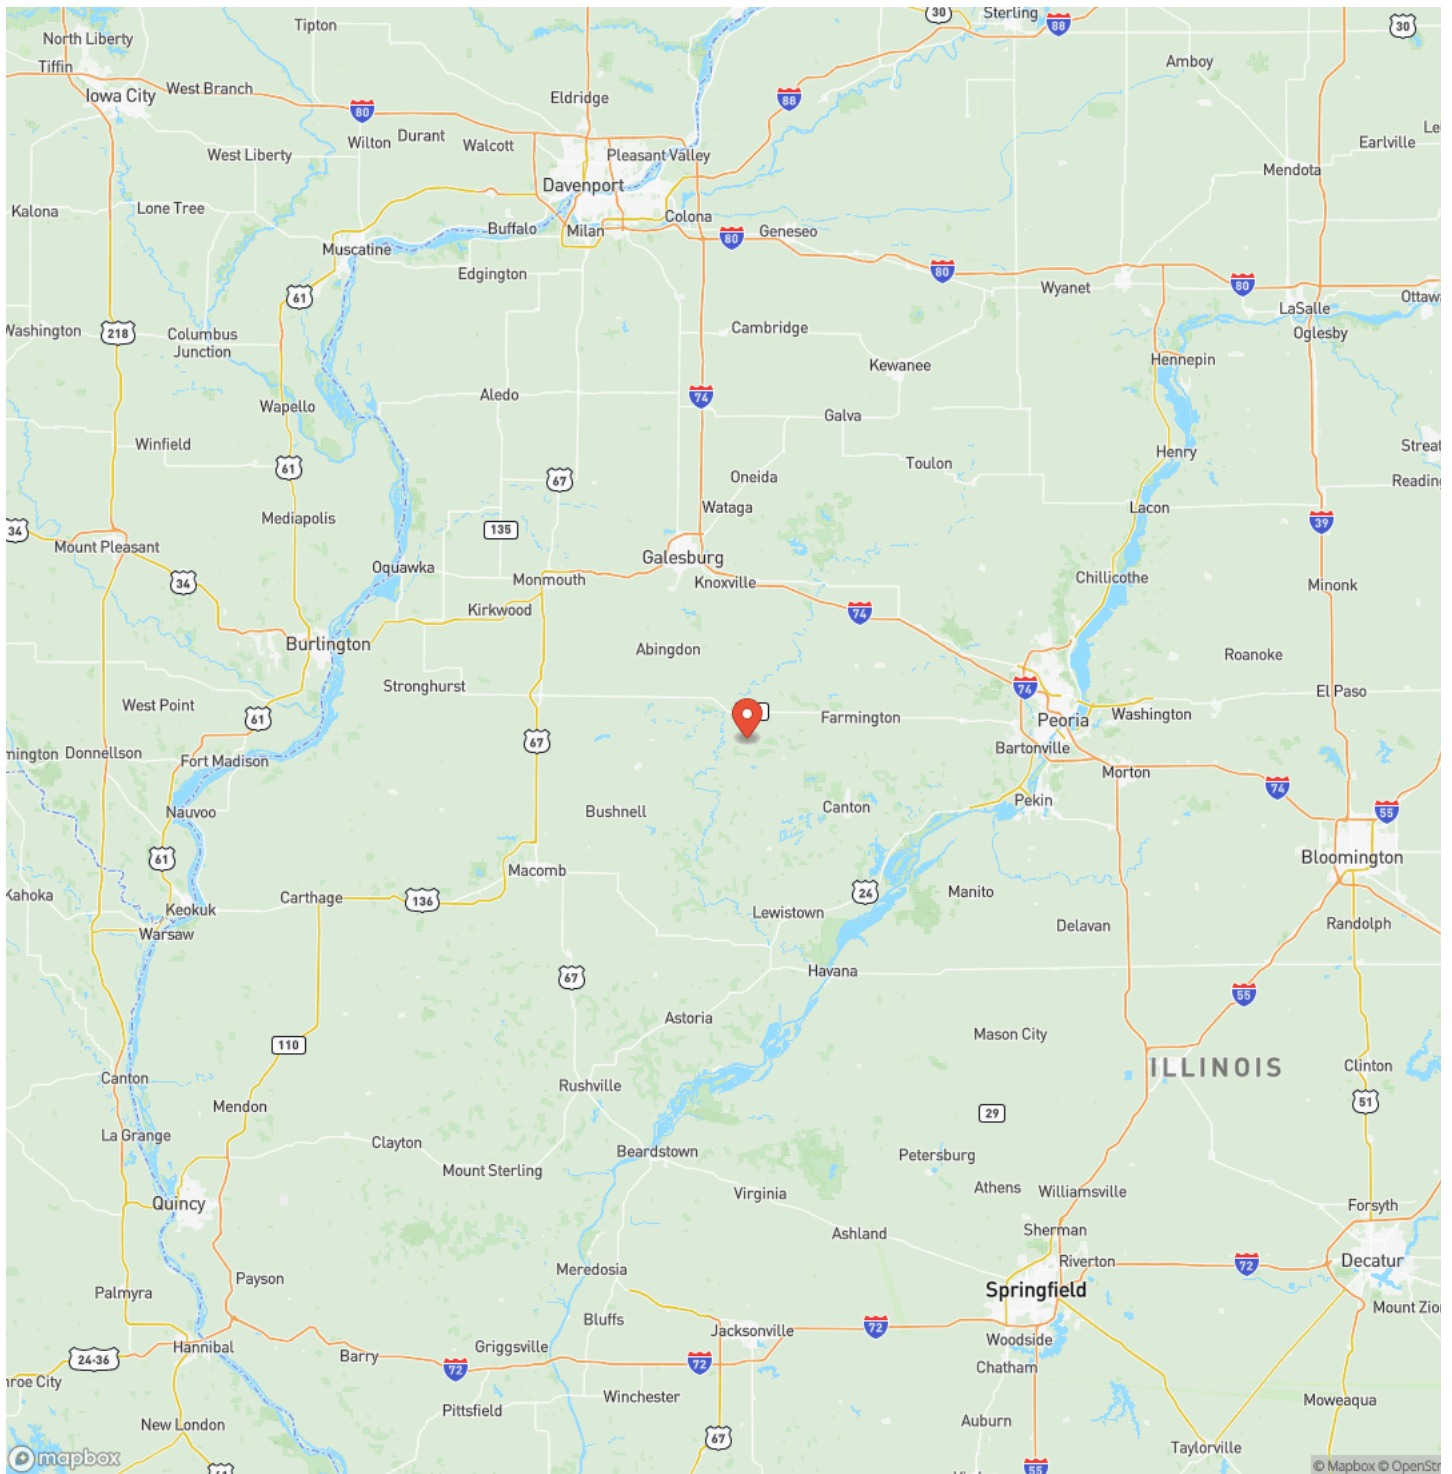 Tipton
30
Sterling
88
30
North Liberty
Tiffin
Iowa City
West Branch
80
Eldridge
88
Amboy
Wilton
Durant
Walcott
Pleasant Valley
Earlville
West Liberty
Mendota
Davenport
Kalona
Lone Tree
Buffalo
Milan
Colona
80
Geneseo
Muscatine
Edgington
80
Wyanet
80
61
LaSalle
Ottawa
Oglesby
Washington
218
Columbus
Junction
Cambridge
Hennepin
Kewanee
Aledo
74
Wapello
Galva
Winfield
Henry
61
Toulon
67
Oneida
Wataga
Lacon
Mediapolis
135
39
34
Mount Pleasant
Galesburg
Oquawka
34
Monmouth
Knoxville
Chillicothe
Minonk
Kirkwood
74
Burlington
Abingdon
Roanoke
Stronghurst
74
El Paso
West Point
61
Farmington
Peoria
Washington
67
Bartonville
Donnellson
Fort Madison
Morton
74
Nauvoo
Bushnell
Canton
Pekin
55
61
Bloomington
Macomb
Kahoka
Carthage
136
24
Manito
Keokuk
Lewistown
Delavan
Randolph
Warsaw
67
Havana
55
Astoria
Mason City
110
ILLINOIS
Clinton
Canton
Rushville
Mendon
29
51
La Grange
Clayton
Beardstown
Petersburg
Mount Sterling
Virginia
Athens
Williamsville
Quincy
Forsyth
Ashland
Sherman
Riverton
72
Decatur
Meredosia
Payson
Palmyra
Springfield
Mount Zion
Bluffs
Jacksonville
72
Woodside
Hannibal
Griggsville
24-36
Barry
72
72
Chatham
nroe City
Winchester
Moweaqua
Pittsfield
New London
Auburn
67
Taylorville
55
61
mapbox
© Mapbox © OpenStr